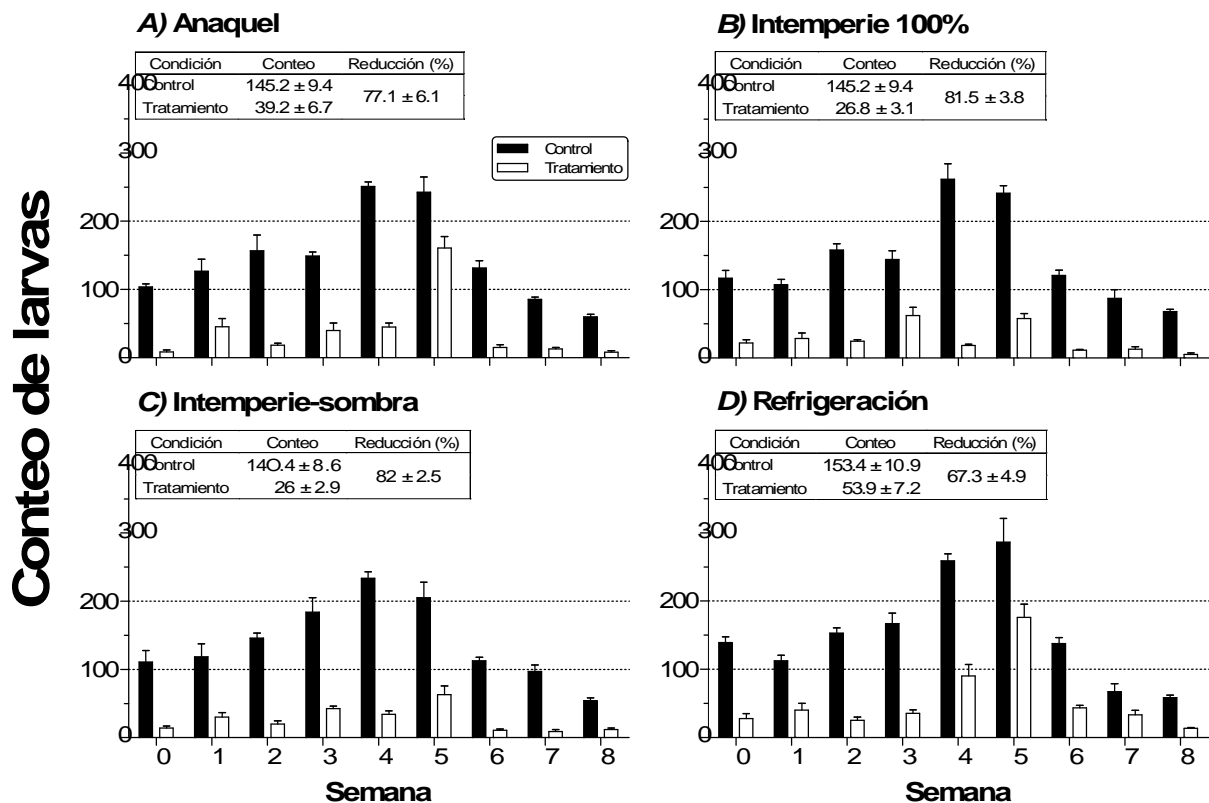 Conteo de larvas
A) Anaquel
Condición Conteo Reducción (%)
Control 145.2 ± 9.4 77.1 ± 6.1
Tratamiento 39.2 ± 6.7
400
300
200
100
0
Control
Tratamiento
B) Intemperie 100%
Condición Conteo Reducción (%)
Control 145.2 ± 9.4 81.5 ± 3.8
Tratamiento 26.8 ± 3.1
400
300
200
100
0
C) Intemperie-sombra
Condición Conteo Reducción (%)
Control 140.4 ± 8.6 82 ± 2.5
Tratamiento 26 ± 2.9
400
300
200
100
0
0 1 2 3 4 5 6 7 8
Semana
D) Refrigeración
Condición Conteo Reducción (%)
Control 153.4 ± 10.9 67.3 ± 4.9
Tratamiento 53.9 ± 7.2
400
300
200
100
0
0 1 2 3 4 5 6 7 8
Semana